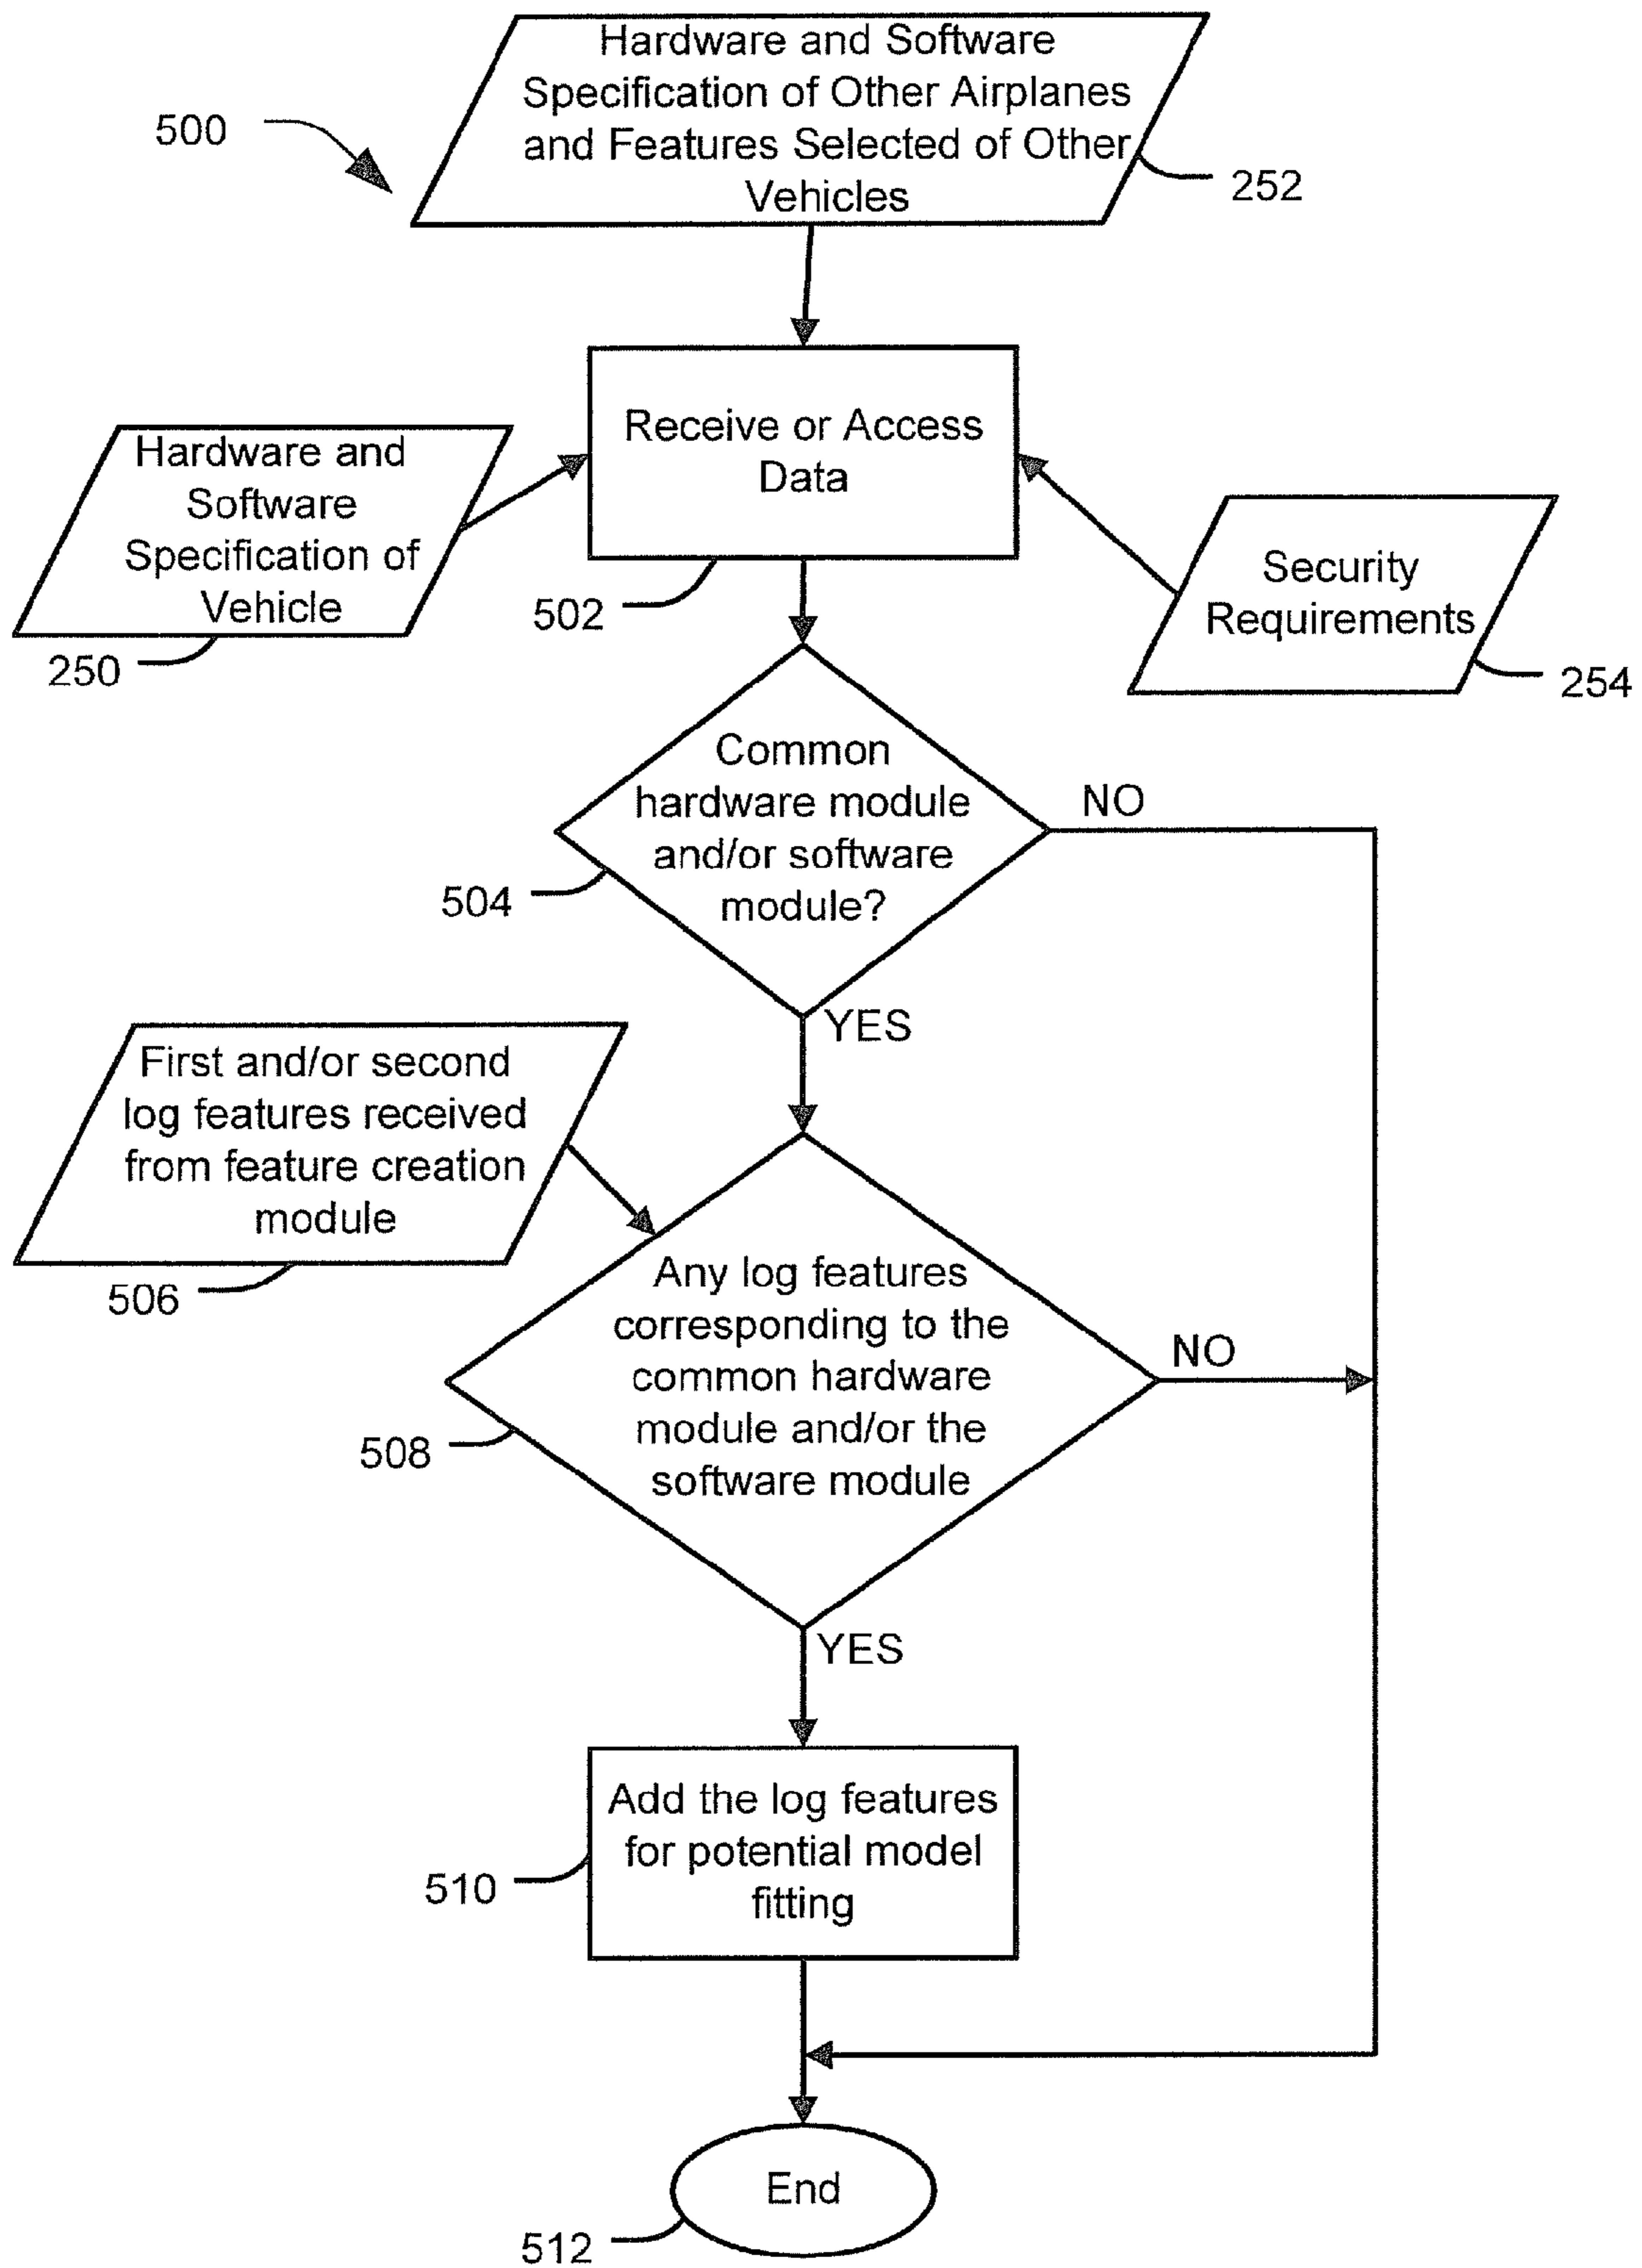 Hardware and Software
Specification of Other Airplanes
and Features Selected of Other
Vehicles
500
252
Receive or Access
Data
502
Hardware and
Software
Specification of
Vehicle
250
Security
Requirements
254
Common
hardware module
and/or software
module?
504
NO
YES
First and/or second
log features received
from feature creation
module
506
Any log features
corresponding to the
common hardware
module and/or the
software module
508
NO
YES
Add the log features
for potential model
fitting
510
End
512